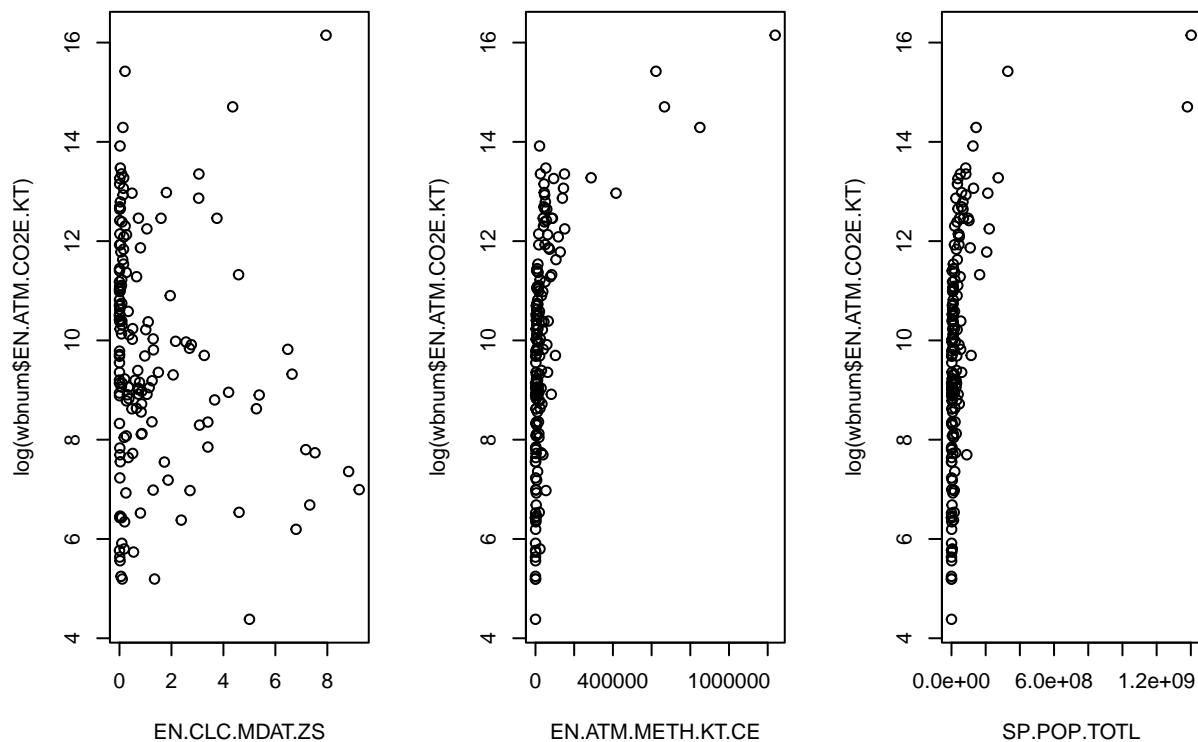 log(wbnum$EN.ATM.CO2E.KT)
4 6 8 10 12 14 16
0 2 4 6 8
EN.CLC.MDAT.ZS
log(wbnum$EN.ATM.CO2E.KT)
4 6 8 10 12 14 16
0 400000 1000000
EN.ATM.METH.KT.CE
log(wbnum$EN.ATM.CO2E.KT)
4 6 8 10 12 14 16
0.0e+00 6.0e+08 1.2e+09
SP.POP.TOTL